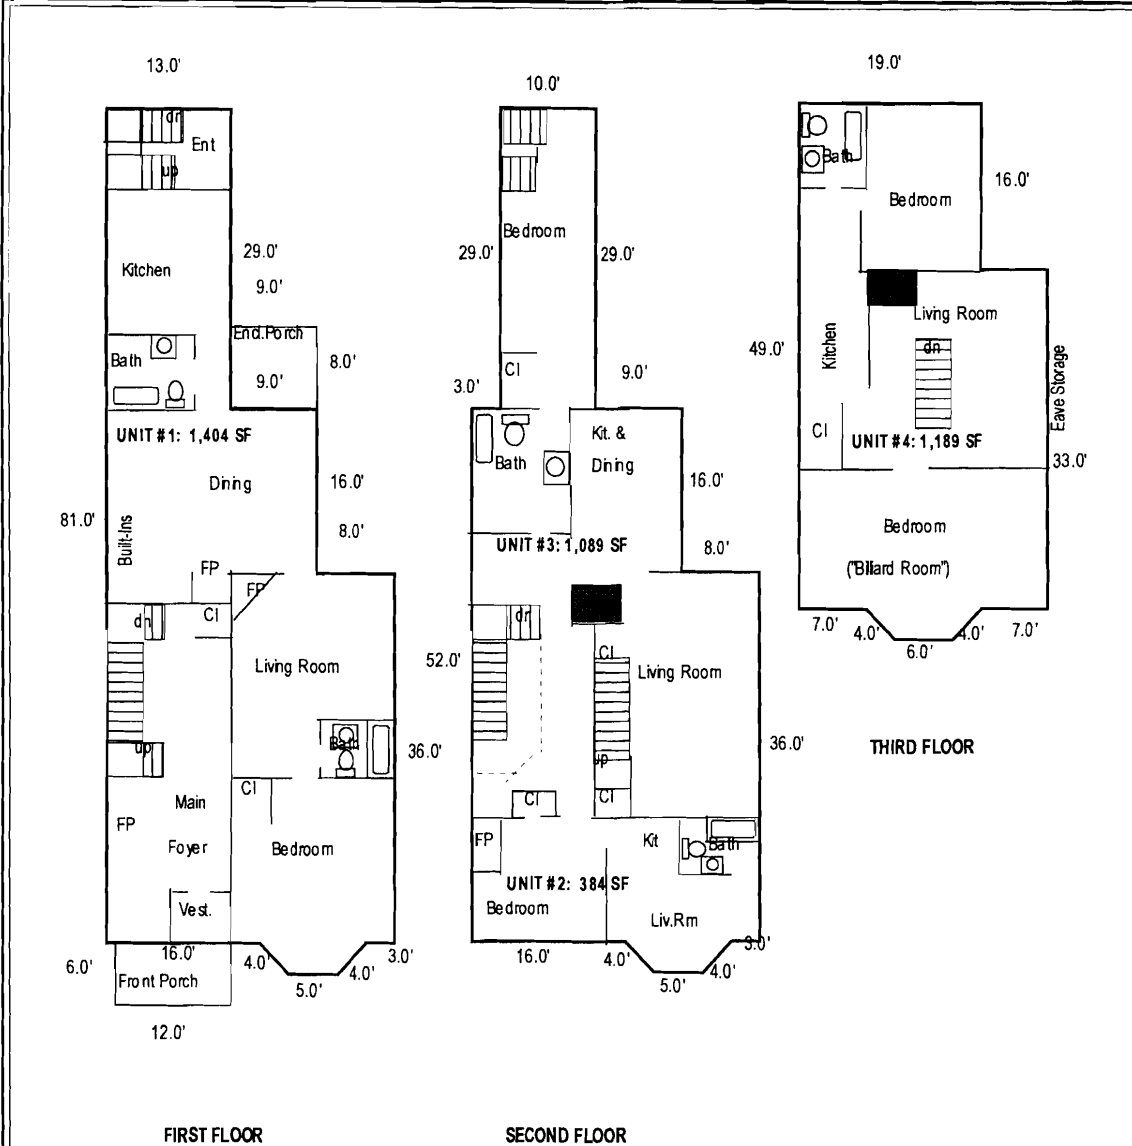 13.0'
dn
Ent
up
29.0'
Kitchen
9.0'
Encl.Porch
Bath
8.0'
9.0'
UNIT #1: 1,404 SF
Dining
16.0'
81.0'
Built-Ins
8.0'
FP
FP
Cl
dn
Living Room
36.0'
Bath
up
Cl
Main
FP
Foyer
Bedroom
Vest.
16.0'
4.0'
3.0'
6.0'
4.0'
Front Porch
5.0'
12.0'
FIRST FLOOR
10.0'
Bedroom
29.0'
29.0'
Cl
3.0'
9.0'
Kit. &
Bath
Dining
16.0'
UNIT #3: 1,089 SF
8.0'
dn
52.0'
Cl
Living Room
36.0'
up
Cl
Cl
FP
Kit
Bath
UNIT #2: 384 SF
Bedroom
Liv.Rm
3.0'
16.0'
4.0'
4.0'
5.0'
SECOND FLOOR
19.0'
Bath
16.0'
Bedroom
Living Room
Kitchen
49.0'
dn
Eave Storage
Cl
UNIT #4: 1,189 SF
33.0'
Bedroom
("Billiard Room")
7.0'
4.0'
4.0'
7.0'
6.0'
THIRD FLOOR